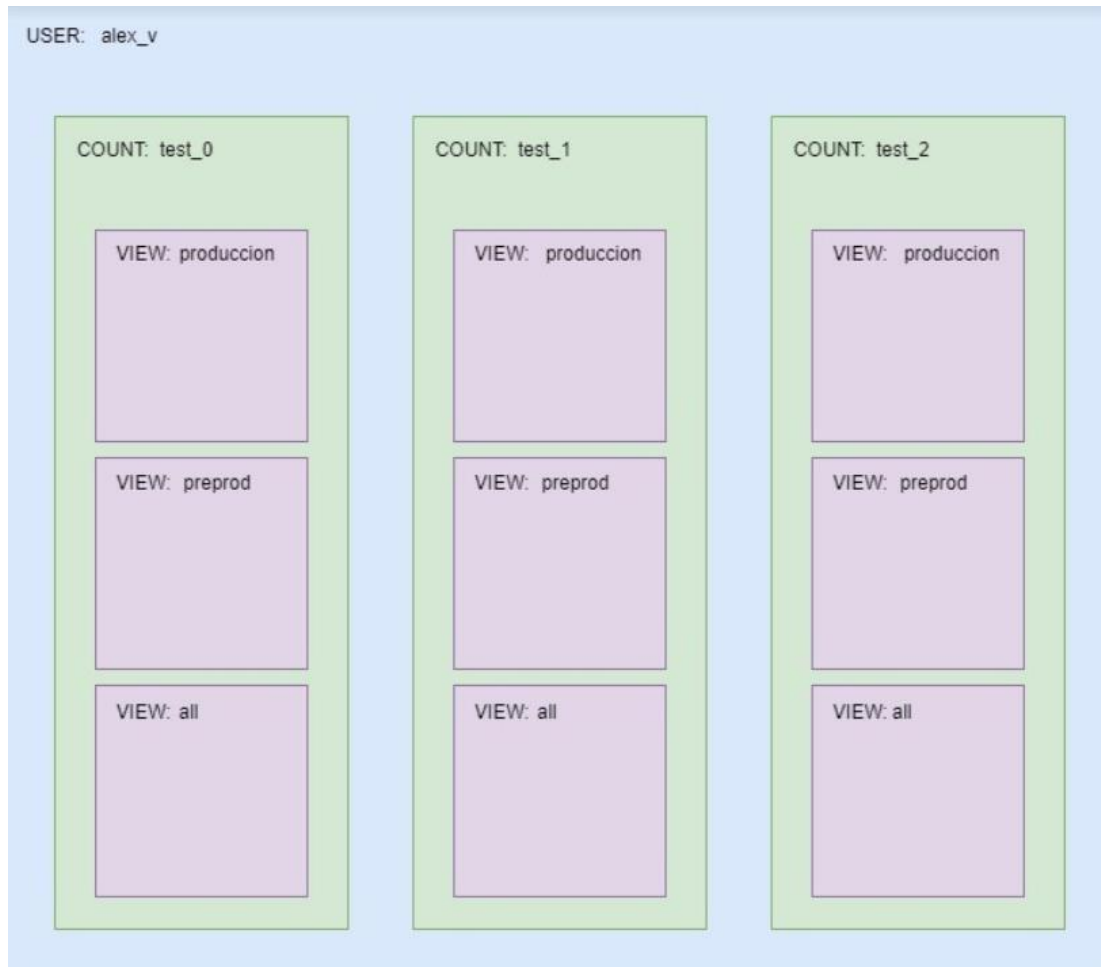 USER: alex_v
COUNT: test_0
VIEW: produccion
VIEW: preprod
VIEW: all
COUNT: test_1
VIEW: produccion
VIEW: preprod
VIEW: all
COUNT: test_2
VIEW: produccion
VIEW: preprod
VIEW: all